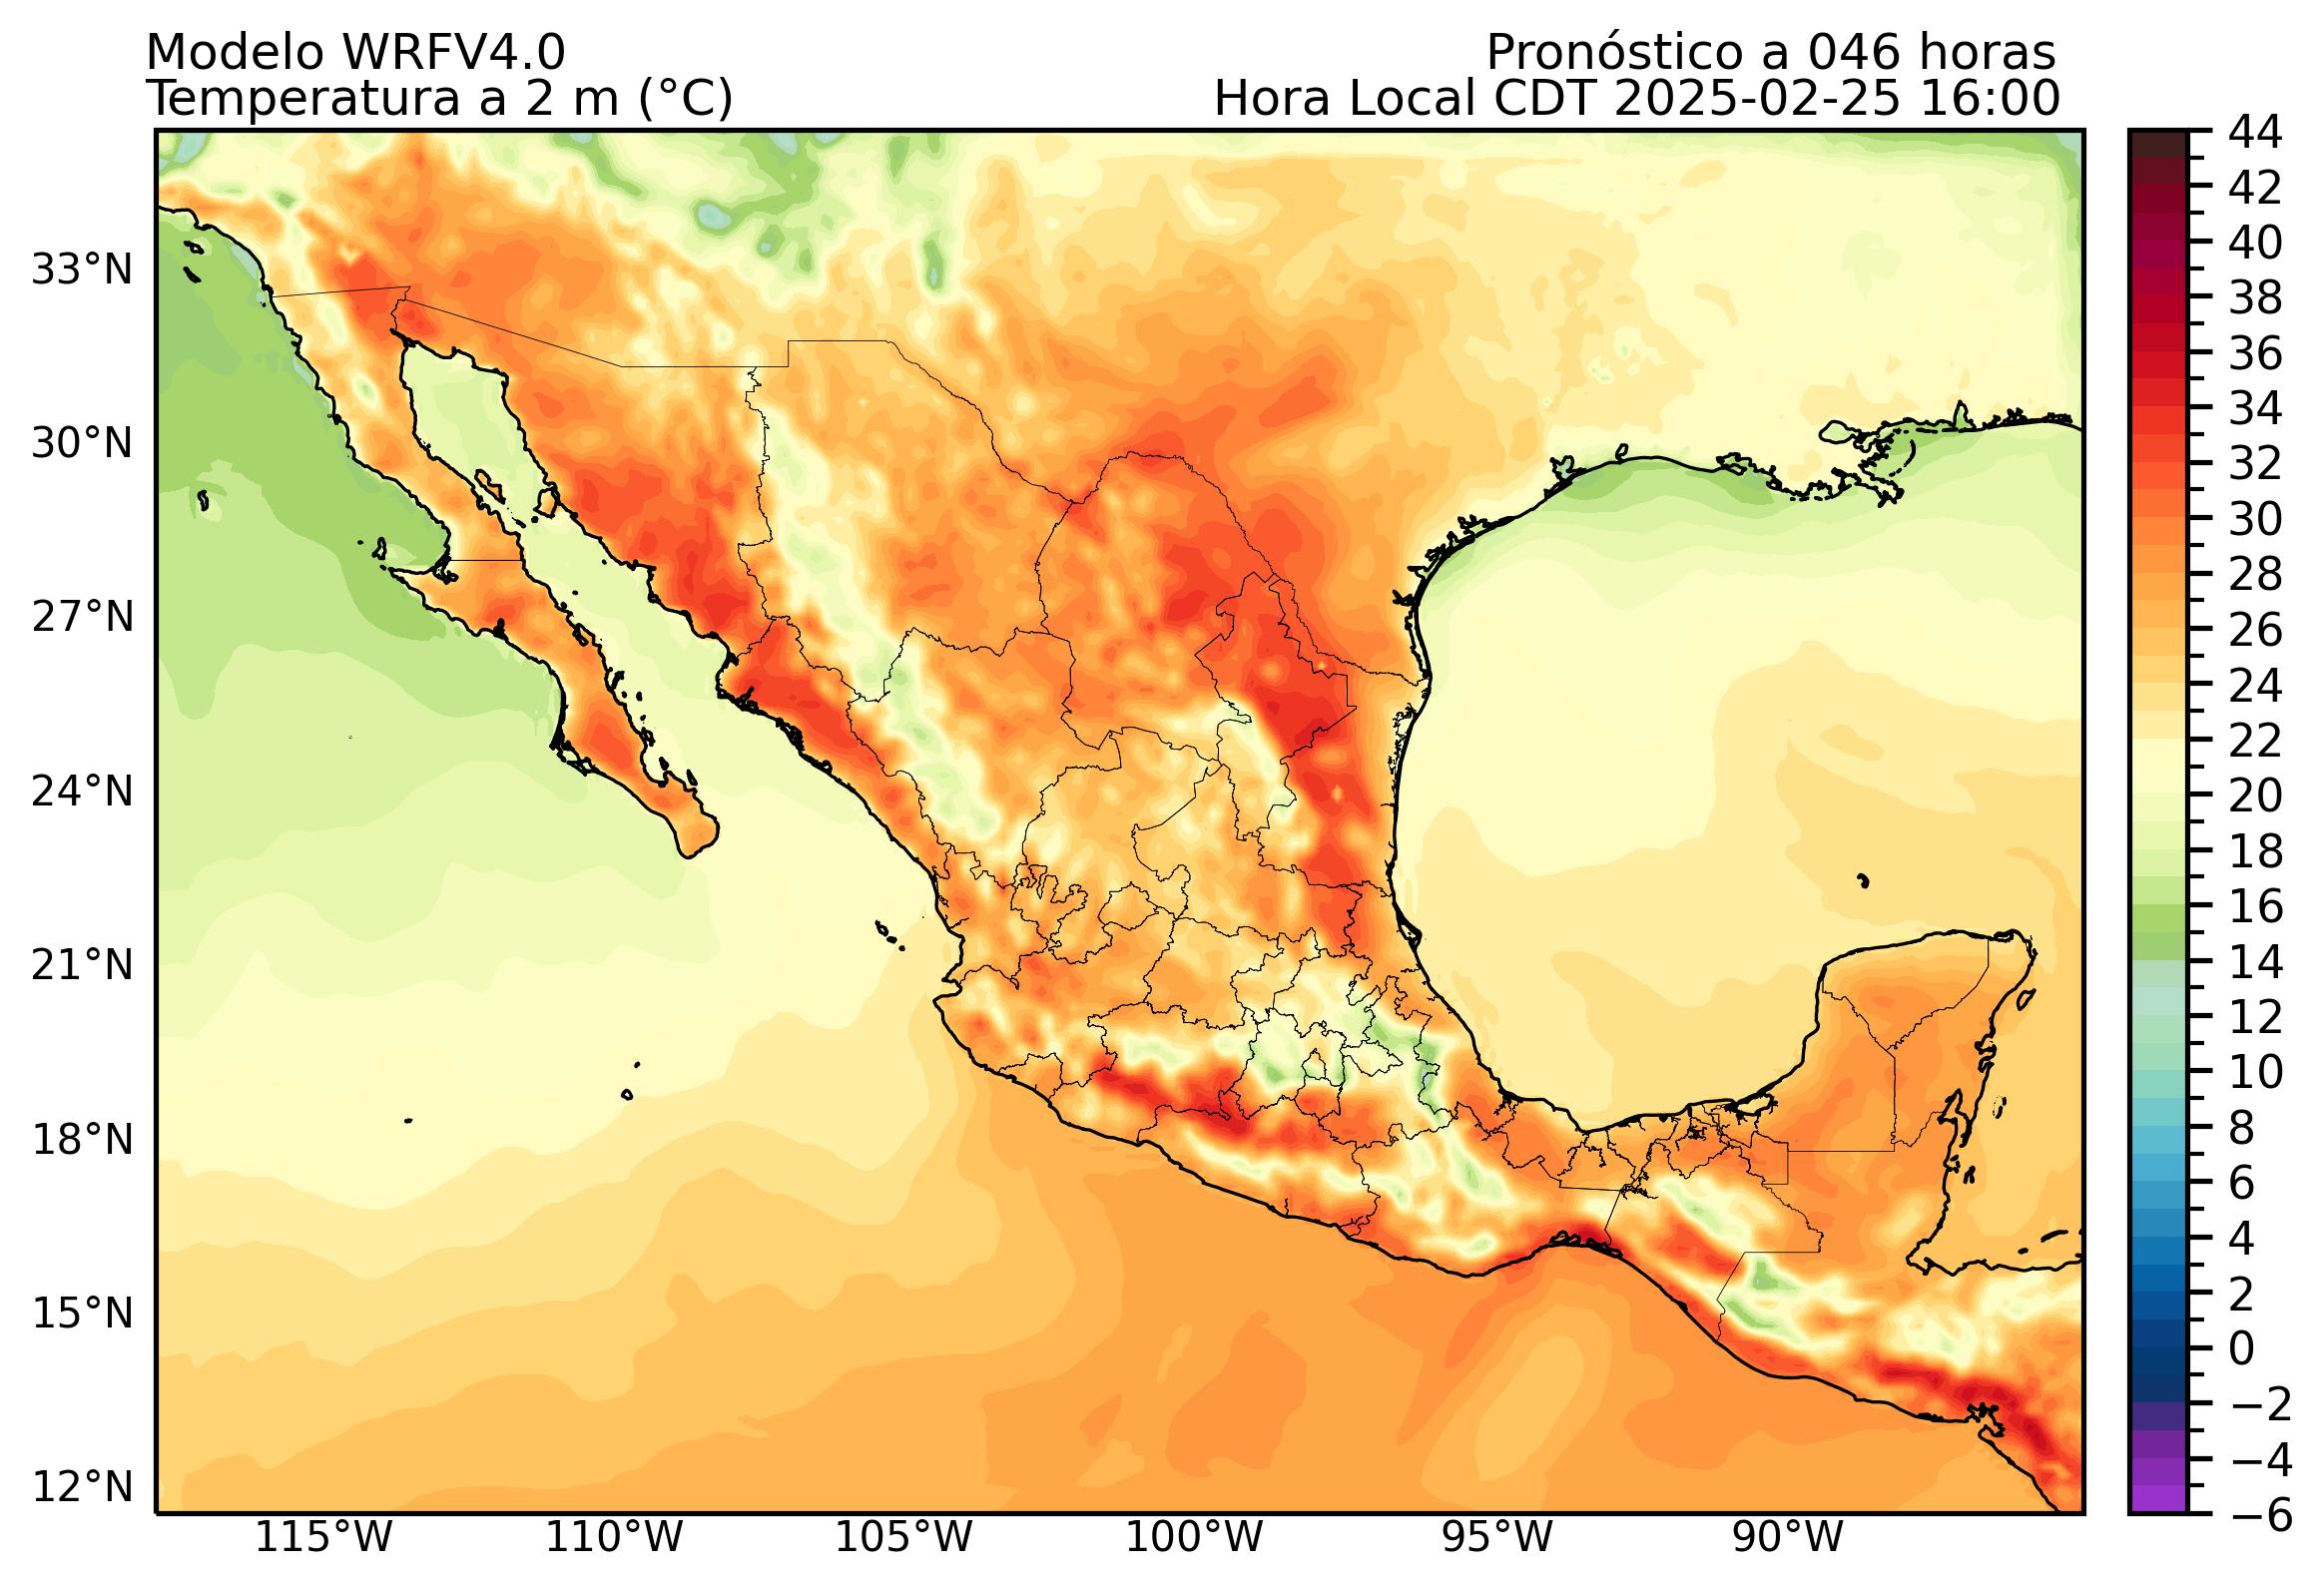 Modelo WRFV4.0
Pronóstico a 046 horas
Temperatura a 2 m (°C)
Hora Local CDT 2025-02-25 16:00
33°N
30°N
27°N
24°N
21°N
18°N
15°N
12°N
115°W
110°W
105°W
100°W
95°W
90°W
44
42
40
38
36
34
32
30
28
26
24
22
20
18
16
14
12
10
8
6
4
2
0
−2
−4
−6